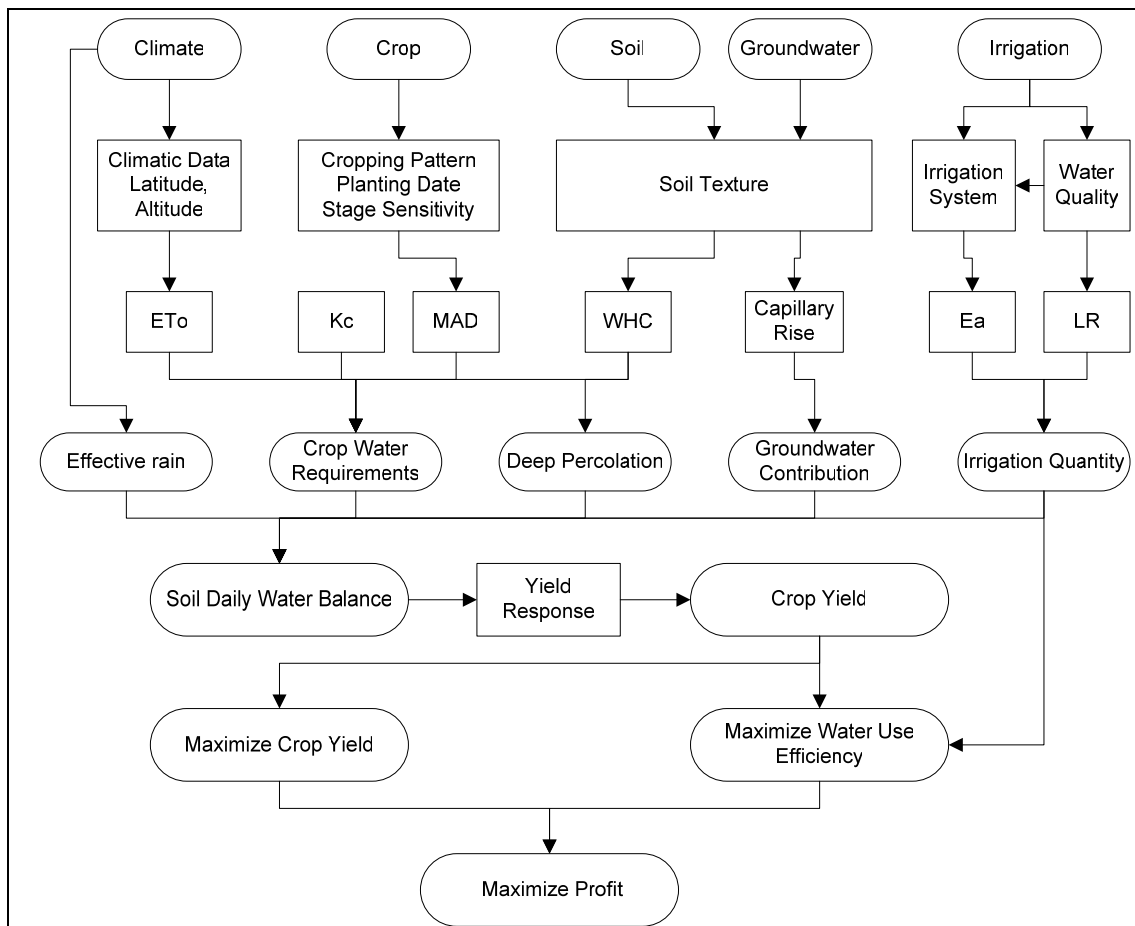 Climate
Crop
Soil
Groundwater
Irrigation
Climatic Data
Latitude,
Altitude
Cropping Pattern
Planting Date
Stage Sensitivity
Soil Texture
Irrigation
System
Water
Quality
ETo
Kc
MAD
WHC
Capillary
Rise
Ea
LR
Effective rain
Crop Water
Requirements
Deep Percolation
Groundwater
Contribution
Irrigation Quantity
Soil Daily Water Balance
Yield
Response
Crop Yield
Maximize Crop Yield
Maximize Water Use
Efficiency
Maximize Profit